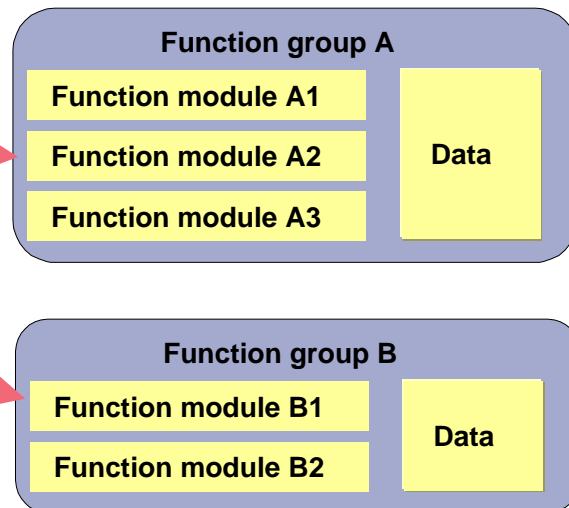 Function group A
Function module A1
Function module A2
Data
Function module A3
Function group B
Function module B1
Data
Function module B2